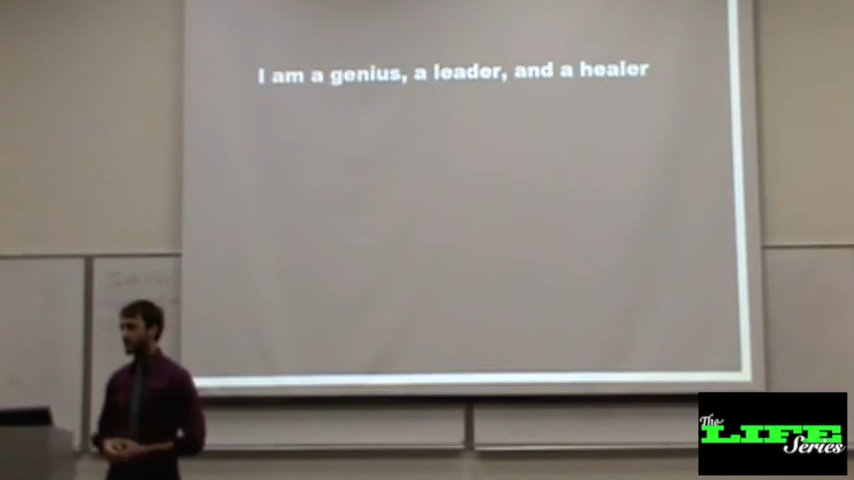 I am a genius, a leader, and a healer
The
LIFE
Series